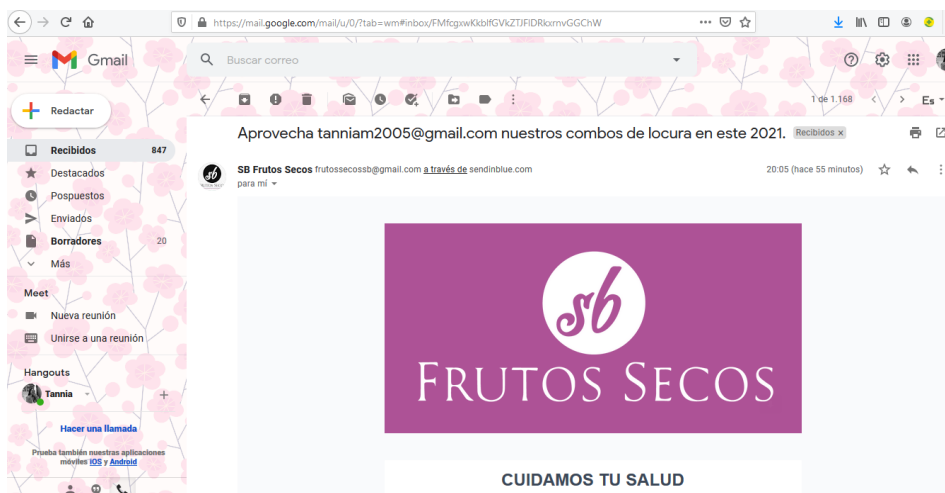 https://mail.google.com/mail/u/0/?tab=wm#inbox/FMfcgxwKkblfGVkZTJFlDRkxrnvGGChW
Gmail
Buscar correo
Redactar
1 de 1.168
Es
Aprovecha tanniam2005@gmail.com nuestros combos de locura en este 2021. Recibidos x
Recibidos 847
Destacados
SB Frutos Secos frutossecossb@gmail.com a través de sendinblue.com
20:05 (hace 55 minutos)
para mí
Pospuestos
Enviados
Borradores 20
Más
Meet
Nueva reunión
Unirse a una reunión
Hangouts
Tannia
Hacer una llamada
Prueba también nuestras aplicaciones
móviles iOS y Android
sb
FRUTOS SECOS
CUIDAMOS TU SALUD